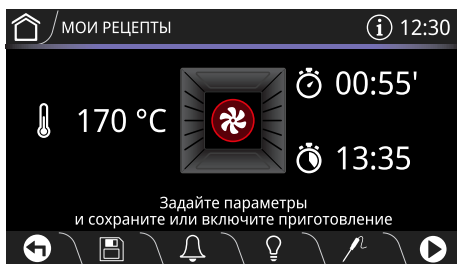 МОИ РЕЦЕПТЫ
i 12:30
170 °C
00:55'
13:35
Задайте параметры
и сохраните или включите приготовление